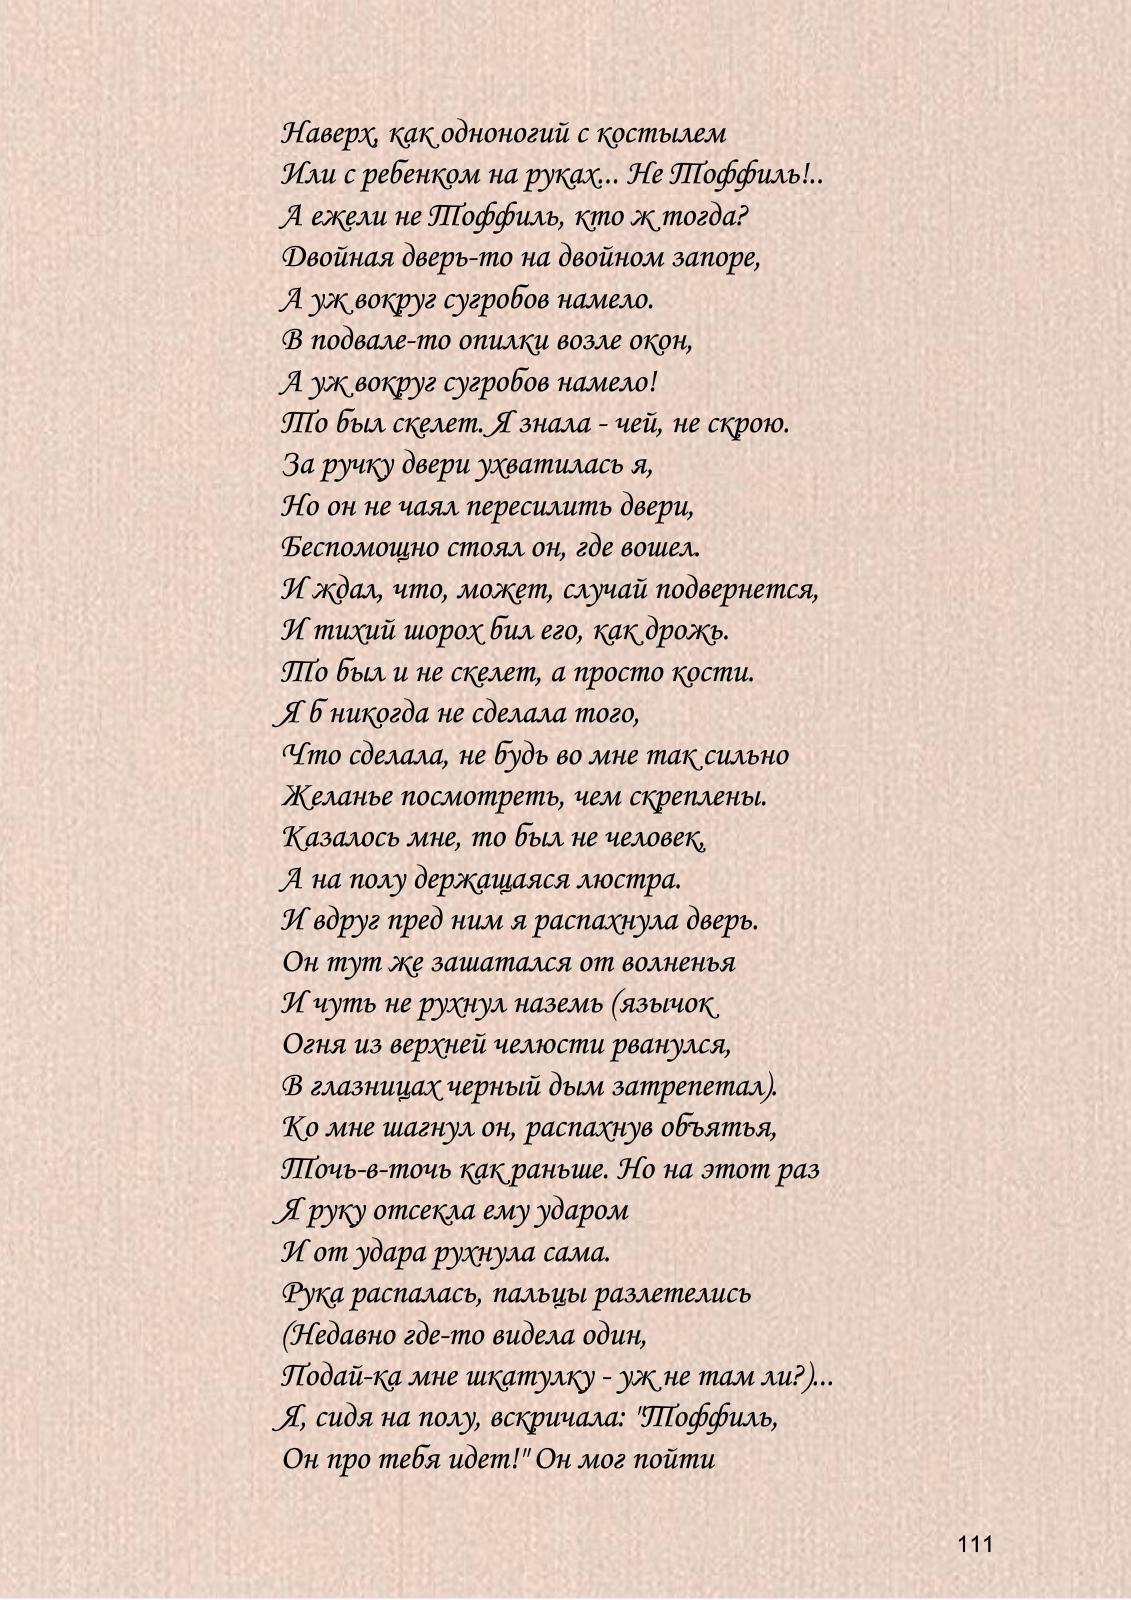 Наверх, как одноногий с костылем
Или с ребенком на руках... Не Тоффиль!..
А ежели не Тоффиль, кто ж тогда?
Двойная дверь-то на двойном запоре,
А уж вокруг сугробов намело.
В подвале-то опилки возле окон,
А уж вокруг сугробов намело!
То был скелет. Я знала - чей, не скрою.
За ручку двери ухватилась я,
Но он не чаял пересилить двери,
Беспомощно стоял он, где вошел.
И ждал, что, может, случай подвернется,
И тихий шорох бил его, как дрожь.
То был и не скелет, а просто кости.
Я б никогда не сделала того,
Что сделала, не будь во мне так сильно
Желанье посмотреть, чем скреплены.
Казалось мне, то был не человек,
А на полу держащаяся люстра.
И вдруг пред ним я распахнула дверь.
Он тут же зашатался от волненья
И чуть не рухнул наземь (язычок
Огня из верхней челюсти рванулся,
В глазницах черный дым затрепетал).
Ко мне шагнул он, распахнув объятья,
Точь-в-точь как раньше. Но на этот раз
Я руку отсекла ему ударом
И от удара рухнула сама.
Рука распалась, пальцы разлетелись
(Недавно где-то видела один,
Подай-ка мне шкатулку - уж не там ли?)...
Я, сидя на полу, вскричала: "Тоффиль,
Он про тебя идет!" Он мог пойти
111